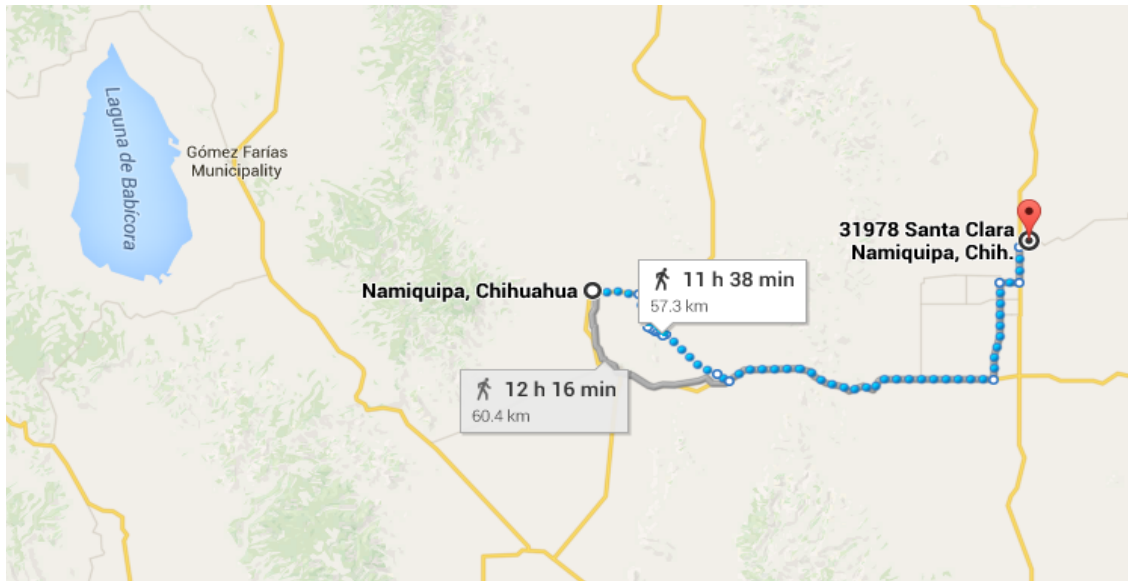 Laguna de Babícora
Gómez Farías
Municipality
31978 Santa Clara
Namiquipa, Chih.
Namiquipa, Chihuahua
11 h 38 min
57.3 km
12 h 16 min
60.4 km